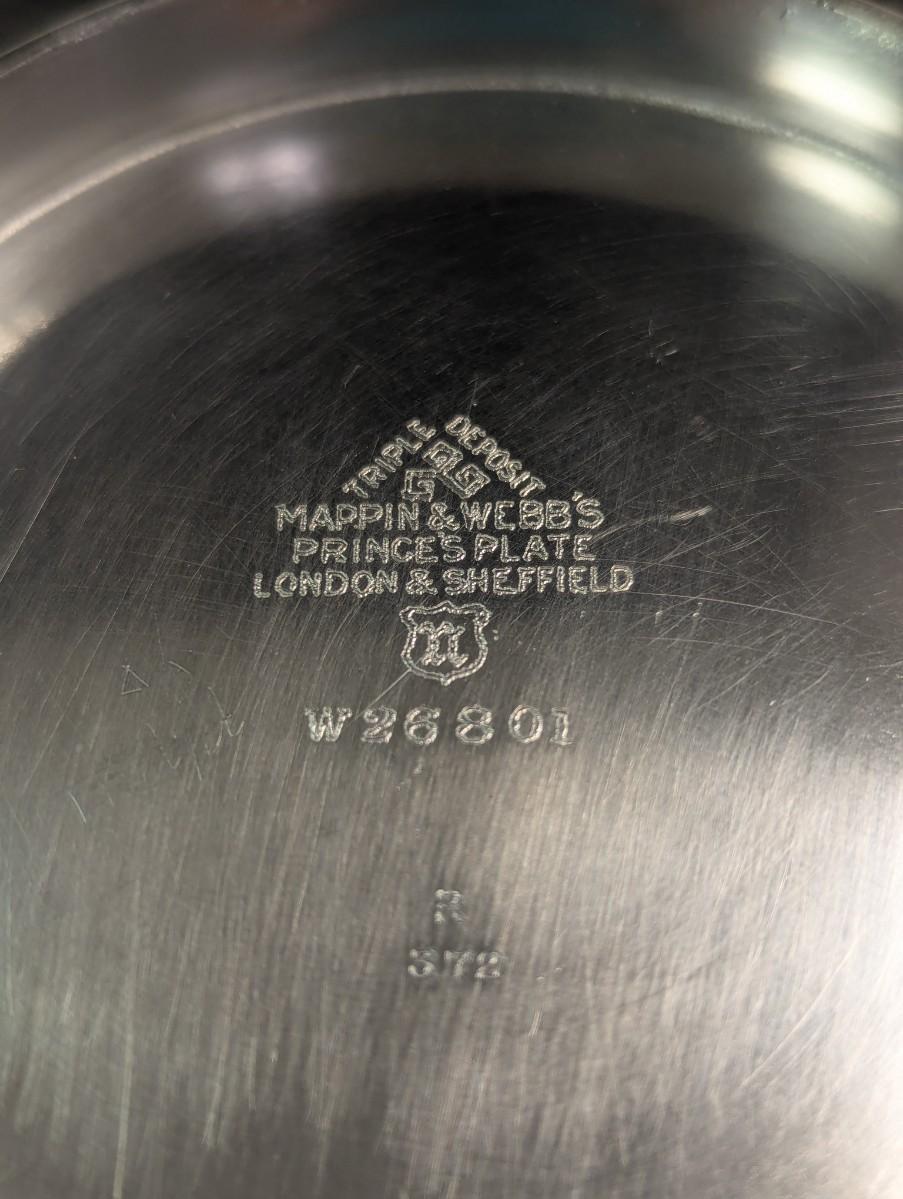 TRIPLE DEPOSIT
MAPPIN & WEBB'S
PRINCE'S PLATE
LONDON & SHEFFIELD
n
W26801
R
372